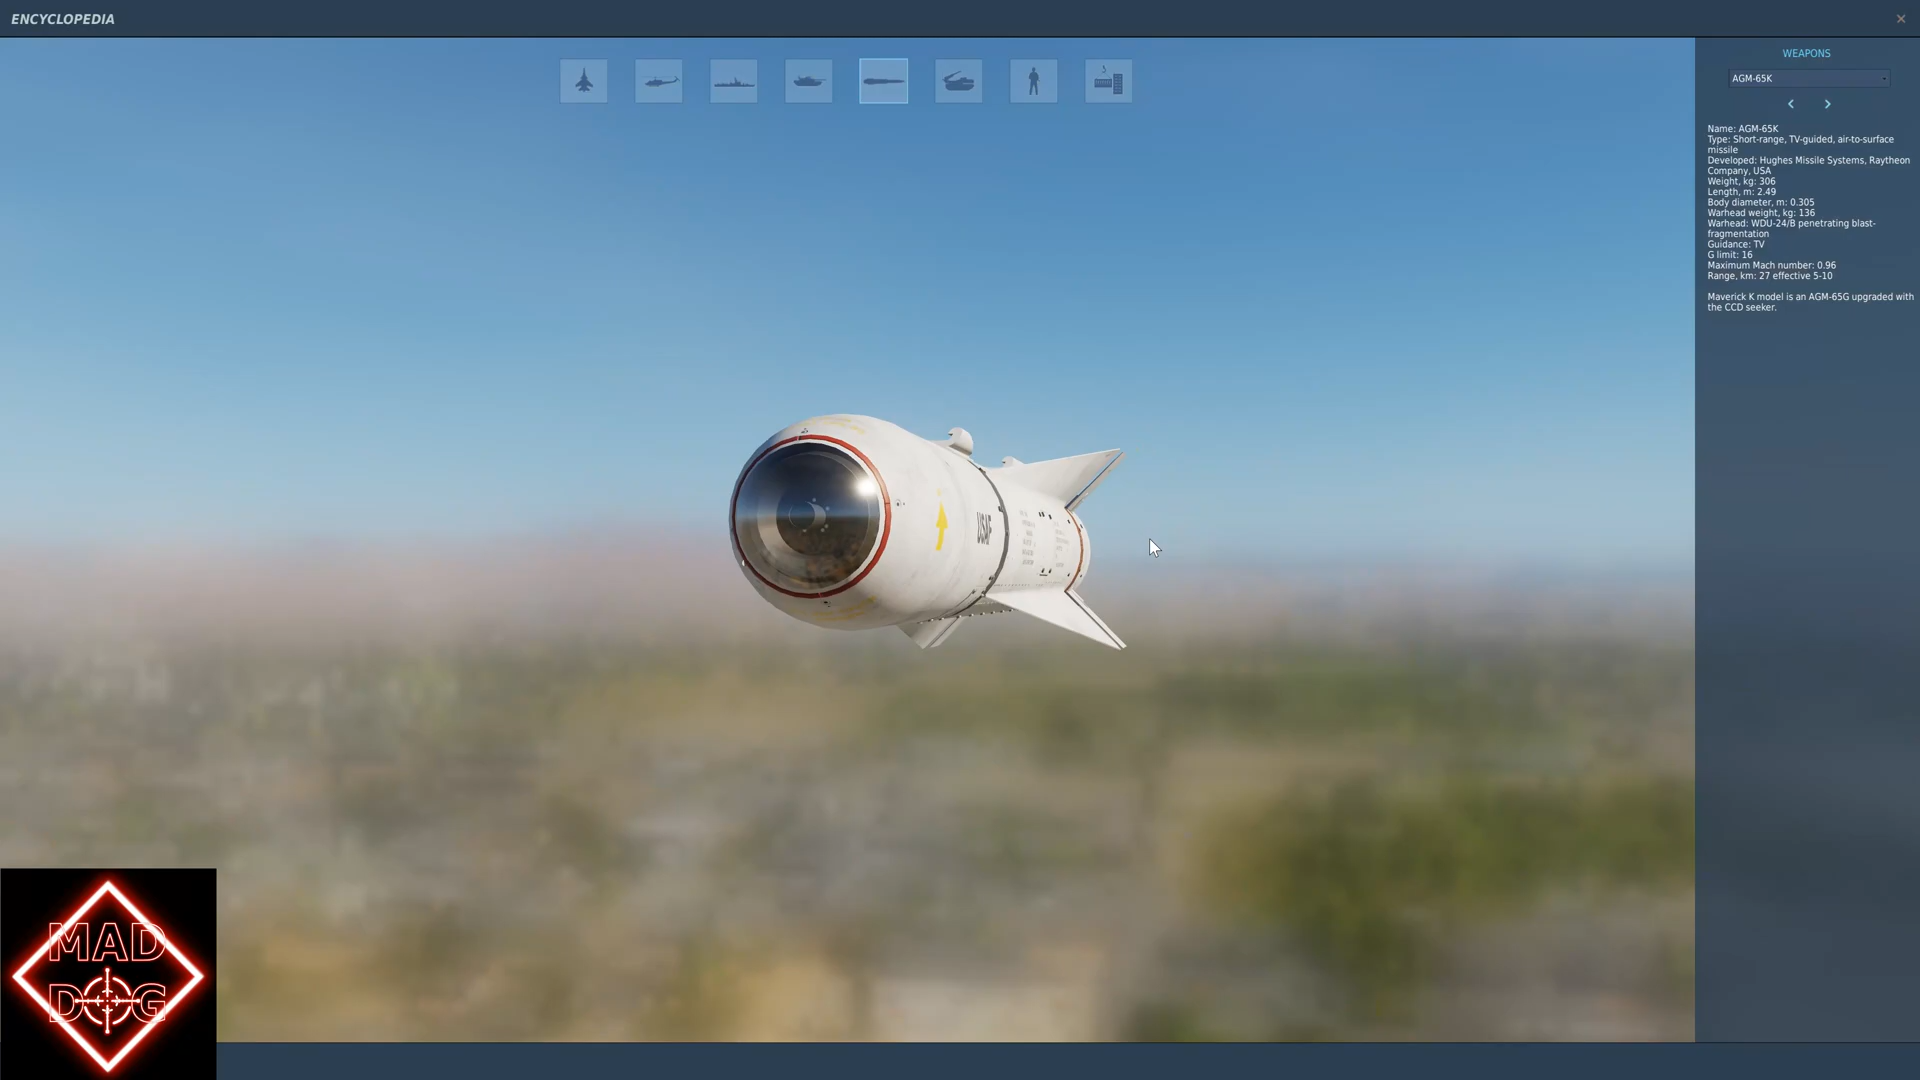 ENCYCLOPEDIA
WEAPONS
AGM-65K
Name: AGM-65K
Type: Short-range, TV-guided, air-to-surface
missile
Developed: Hughes Missile Systems, Raytheon
Company, USA
Weight, kg: 306
Length, m: 2.49
Body diameter, m: 0.305
Warhead weight, kg: 136
Warhead: WDU-24/B penetrating blast-
fragmentation
Guidance: TV
G limit: 16
Maximum Mach number: 0.96
Range, km: 27 effective 5-10
Maverick K model is an AGM-65G upgraded with
the CCD seeker.
USAF
MAD
DOG